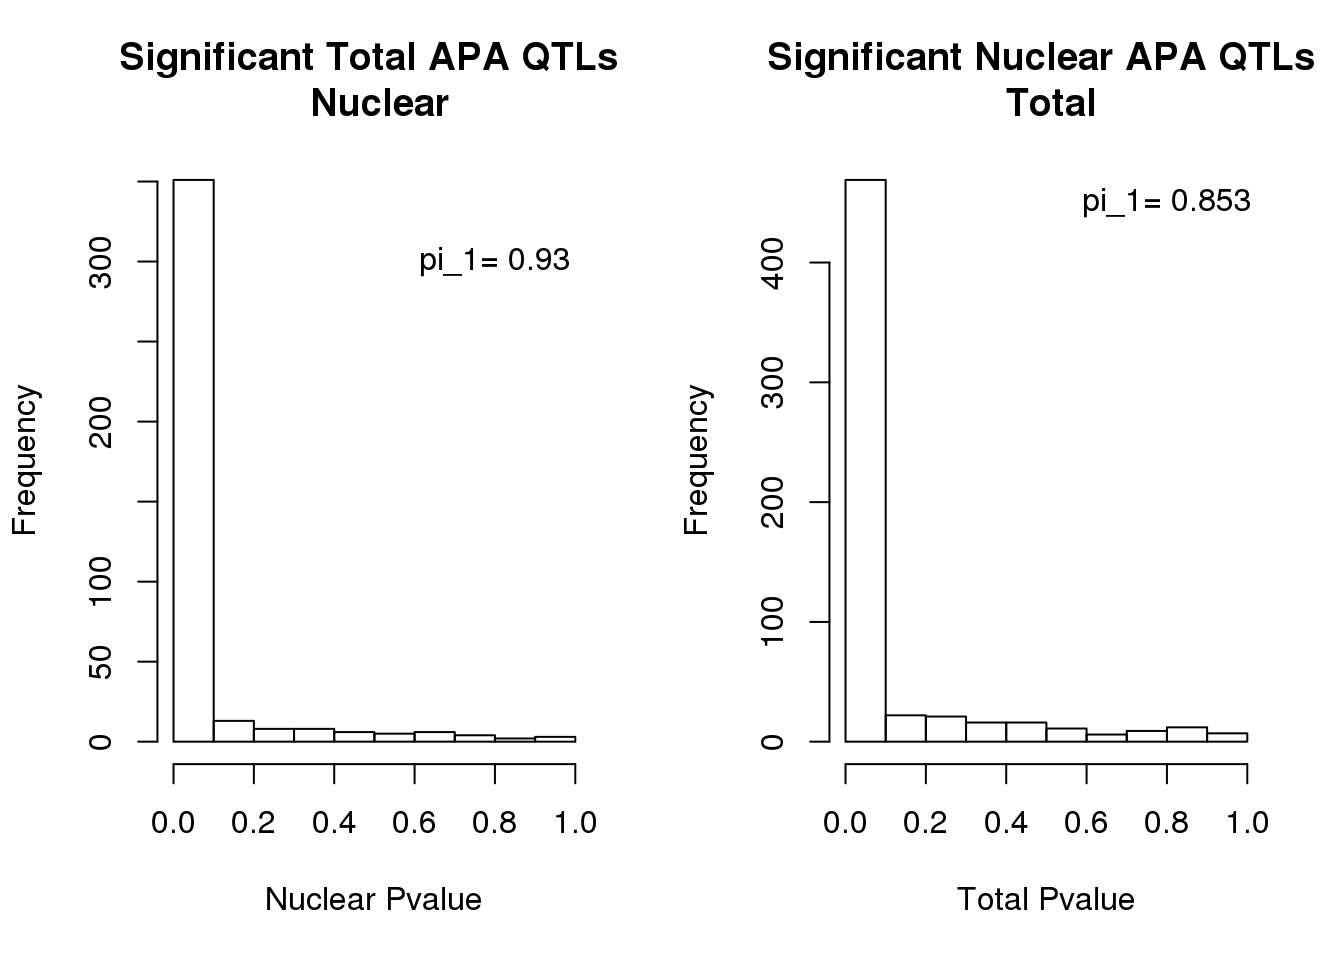 Significant Total APA QTLs
Nuclear
pi_1= 0.93
Frequency
0
50
100
200
300
0.0 0.2 0.4 0.6 0.8 1.0
Nuclear Pvalue
Significant Nuclear APA QTLs
Total
pi_1= 0.853
Frequency
0
100
200
300
400
0.0 0.2 0.4 0.6 0.8 1.0
Total Pvalue